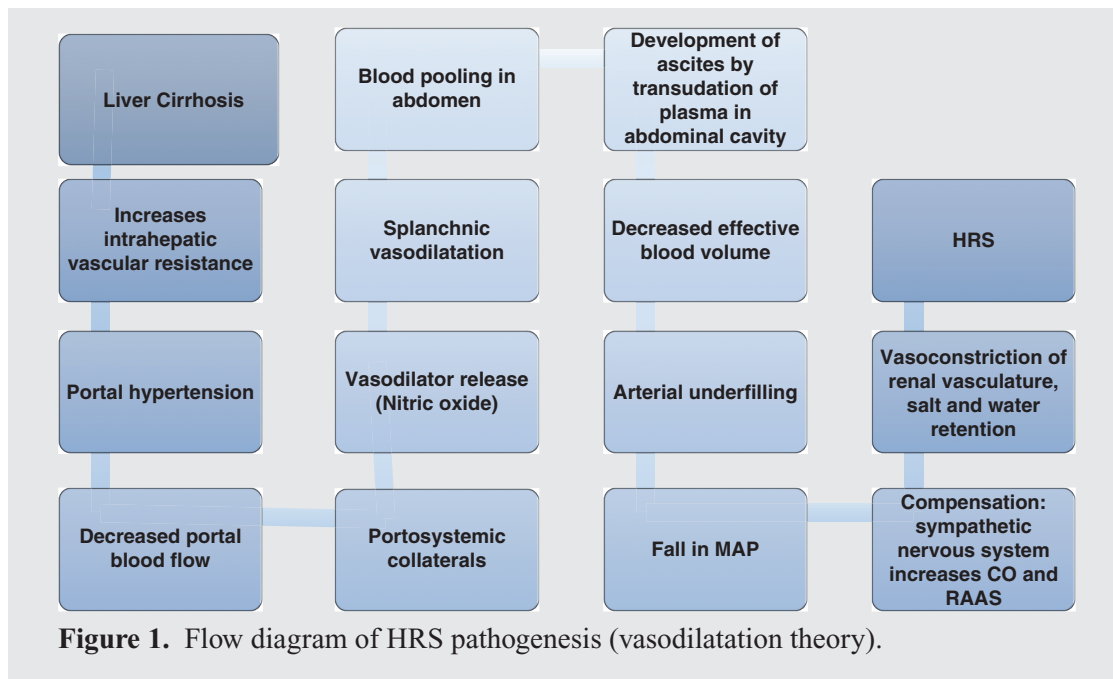 Liver Cirrhosis
Increases
intrahepatic
vascular resistance
Portal hypertension
Decreased portal
blood flow
Portosystemic
collaterals
Vasodilator release
(Nitric oxide)
Splanchnic
vasodilatation
Blood pooling in
abdomen
Development of
ascites by
transudation of
plasma in
abdominal cavity
Decreased effective
blood volume
Arterial underfilling
Fall in MAP
Compensation:
sympathetic
nervous system
increases CO and
RAAS
Vasoconstriction of
renal vasculature,
salt and water
retention
HRS
Figure 1. Flow diagram of HRS pathogenesis (vasodilatation theory).